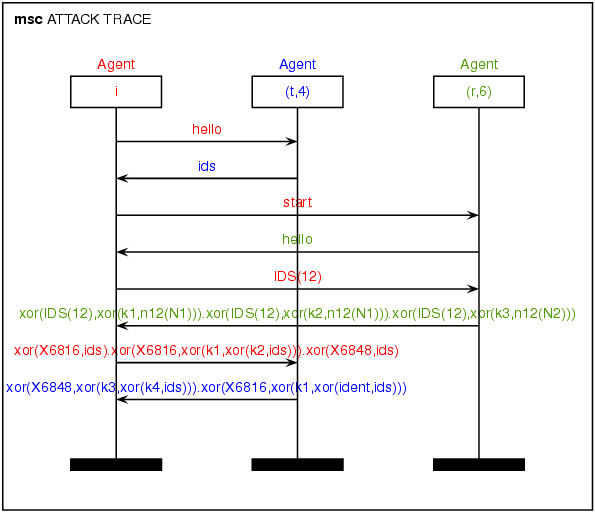 msc ATTACK TRACE
Agent Agent Agent
i (t,4) (r,6)
hello
ids
start
hello
IDS(12)
xor(IDS(12),xor(k1,n12(N1))).xor(IDS(12),xor(k2,n12(N1))).xor(IDS(12),xor(k3,n12(N2)))
xor(X6816,ids).xor(X6816,xor(k1,xor(k2,ids))).xor(X6848,ids)
xor(X6848,xor(k3,xor(k4,ids))).xor(X6816,xor(k1,xor(ident,ids)))